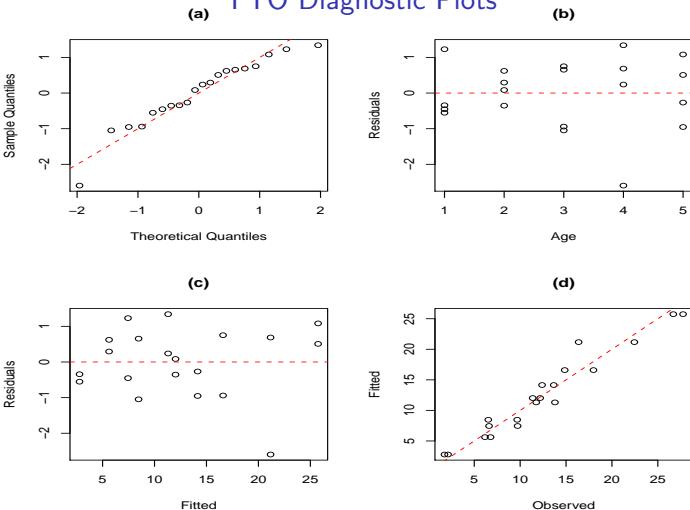 Diagnostic Plots
(a)
Sample Quantiles
1
0
−1
−2
−2 −1 0 1 2
Theoretical Quantiles
(b)
Residuals
1
0
−1
−2
1 2 3 4 5
Age
(c)
Residuals
1
0
−1
−2
5 10 15 20 25
Fitted
(d)
Fitted
25
20
15
10
5
5 10 15 20 25
Observed